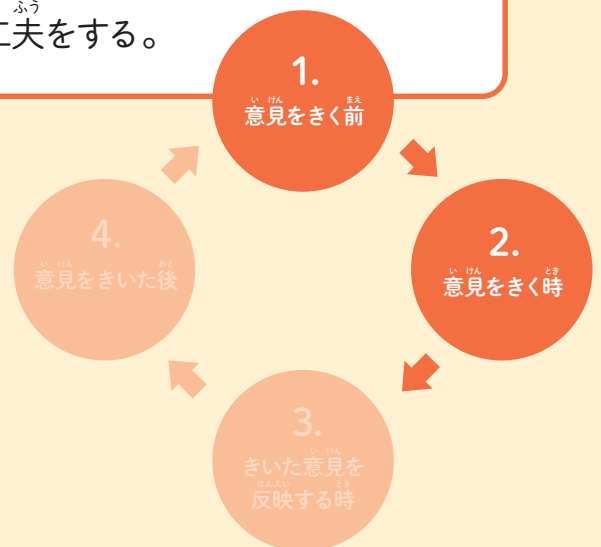 工夫をする。
1.
意見をきく前
2.
意見をきく時
3.
きいた意見を
反映する時
4.
意見をきいた後